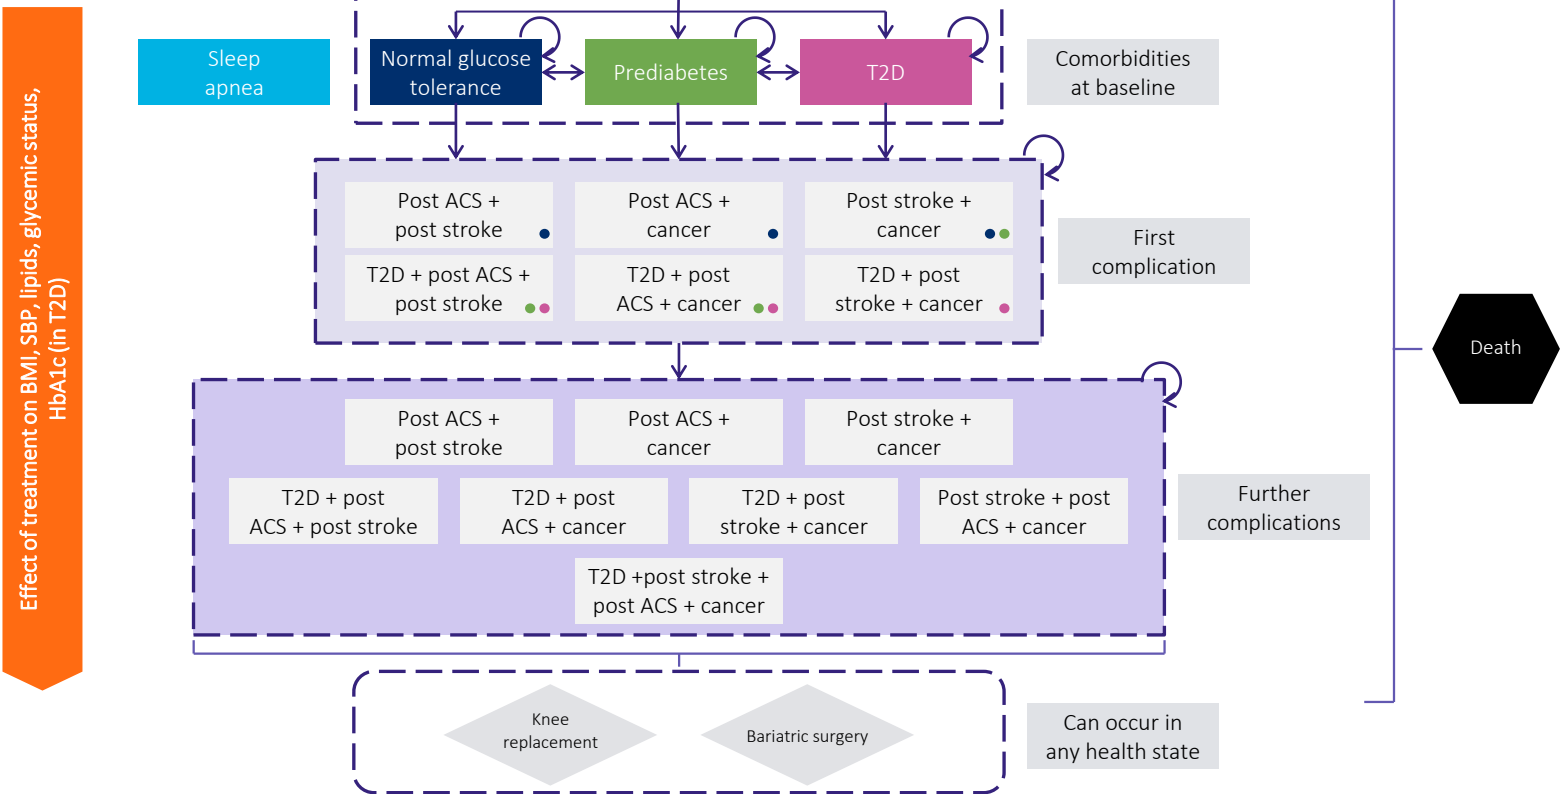 Effect of treatment on BMI, SBP, lipids, glycemic status,
HbA1c (in T2D)
Sleep
apnea
Normal glucose
tolerance
Prediabetes
T2D
Comorbidities
at baseline
Post ACS +
post stroke
Post ACS +
cancer
Post stroke +
cancer
T2D + post ACS +
post stroke
T2D + post
ACS + cancer
T2D + post
stroke + cancer
First
complication
Death
Post ACS +
post stroke
Post ACS +
cancer
Post stroke +
cancer
T2D + post
ACS + post stroke
T2D + post
ACS + cancer
T2D + post
stroke + cancer
Post stroke + post
ACS + cancer
T2D +post stroke +
post ACS + cancer
Further
complications
Knee
replacement
Bariatric surgery
Can occur in
any health state